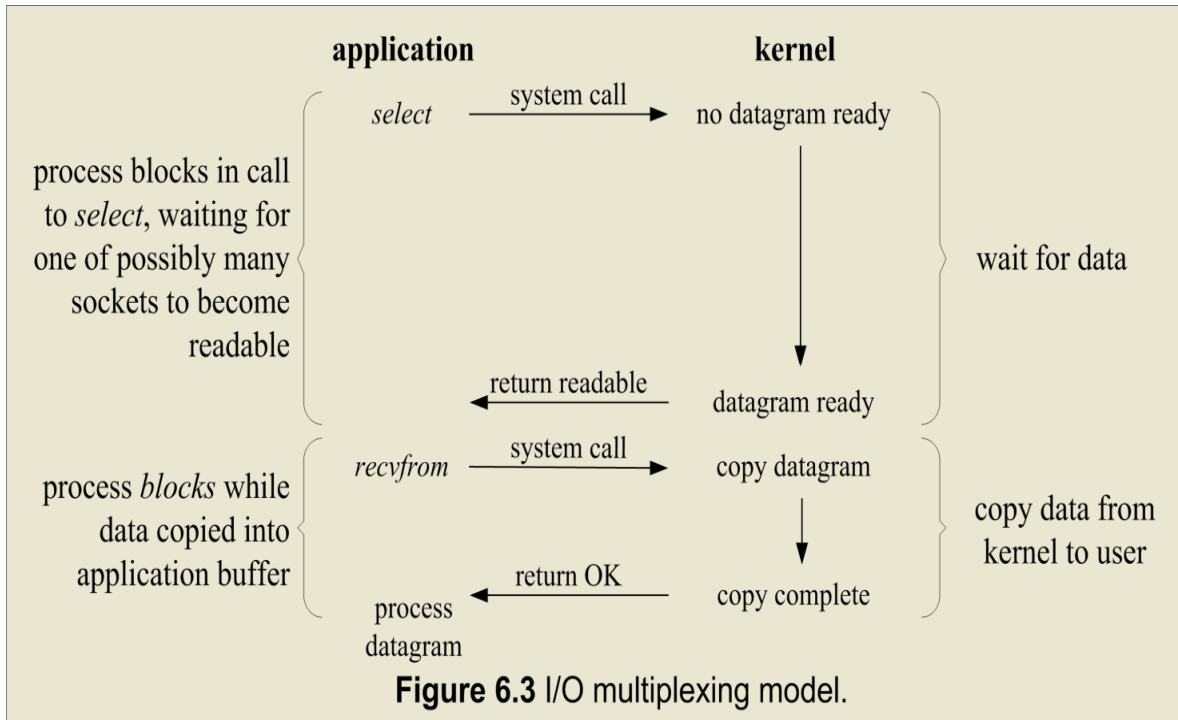 application
kernel
select
system call
no datagram ready
process blocks in call
to select, waiting for
one of possibly many
sockets to become
readable
wait for data
return readable
datagram ready
recvfrom
system call
copy datagram
process blocks while
data copied into
application buffer
copy data from
kernel to user
return OK
copy complete
process
datagram
Figure 6.3 I/O multiplexing model.